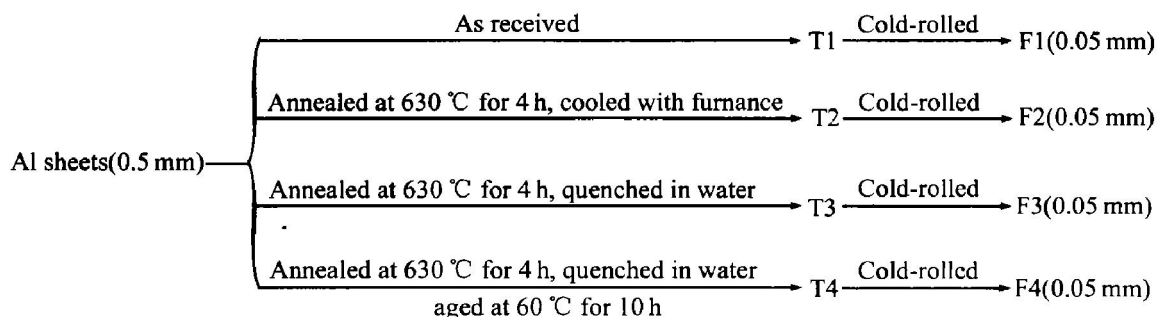 As received T1 Cold-rolled F1(0.05 mm)
Annealed at 630 ℃ for 4 h, cooled with furnance T2 Cold-rolled F2(0.05 mm)
Al sheets(0.5 mm)
Annealed at 630 ℃ for 4 h, quenched in water T3 Cold-rolled F3(0.05 mm)
Annealed at 630 ℃ for 4 h, quenched in water T4 Cold-rolled F4(0.05 mm)
aged at 60 ℃ for 10 h